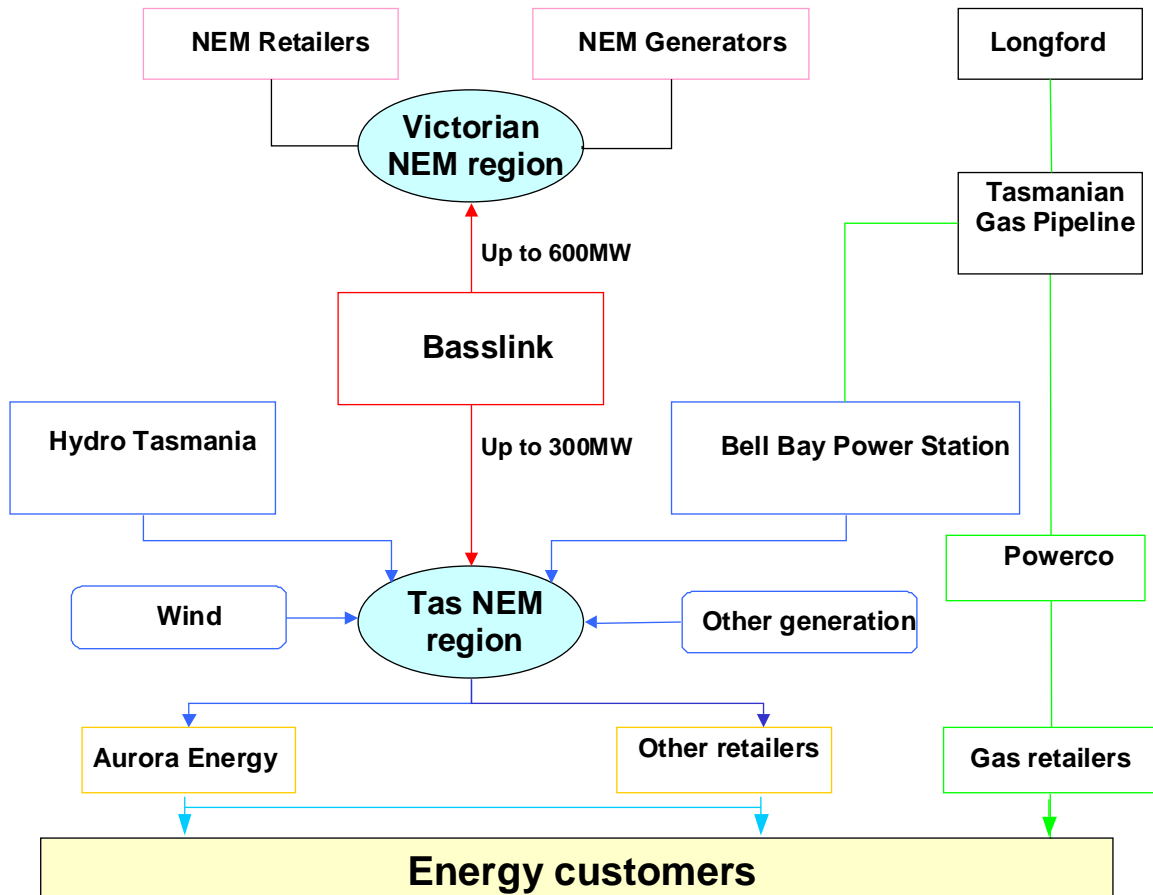 NEM Retailers
NEM Generators
Longford
Victorian
NEM region
Tasmanian
Gas Pipeline
Up to 600MW
Basslink
Hydro Tasmania
Up to 300MW
Bell Bay Power Station
Powerco
Wind
Tas NEM
region
Other generation
Aurora Energy
Other retailers
Gas retailers
Energy customers